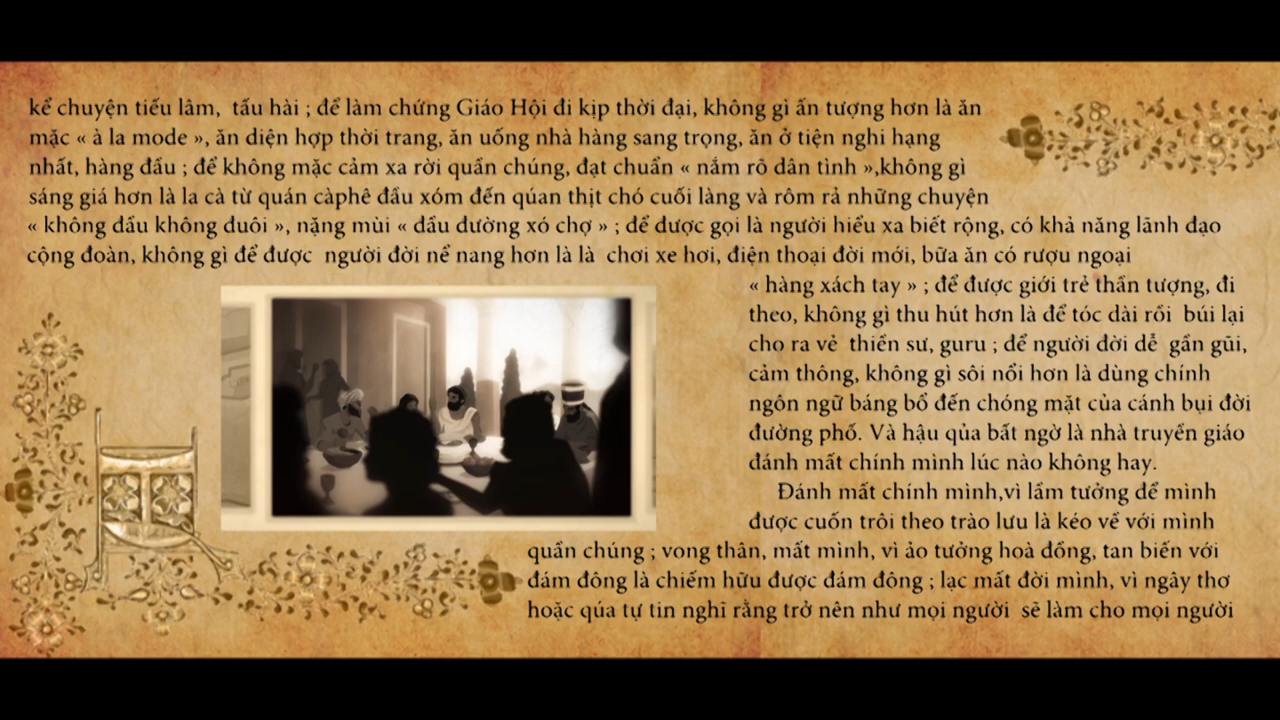 kể chuyện tiếu lâm, tấu hài ; để làm chứng Giáo Hội đi kịp thời đại, không gì ấn tượng hơn là ăn
mặc « à la mode », ăn diện hợp thời trang, ăn uống nhà hàng sang trọng, ăn ở tiện nghi hạng
nhất, hàng đầu ; để không mặc cảm xa rời quần chúng, đạt chuẩn « nắm rõ dân tình »,không gì
sáng giá hơn là la cà từ quán càphê đầu xóm đến qúan thịt chó cuối làng và rôm rả những chuyện
« không đầu không đuôi », nặng mùi « đầu đường xó chợ » ; để được gọi là người hiểu xa biết rộng, có khả năng lãnh đạo
cộng đoàn, không gì để được người đời nể nang hơn là là chơi xe hơi, điện thoại đời mới, bữa ăn có rượu ngoại
« hàng xách tay » ; để được giới trẻ thần tượng, đi
theo, không gì thu hút hơn là để tóc dài rồi búi lại
cho ra vẻ thiền sư, guru ; để người đời dễ gần gũi,
cảm thông, không gì sôi nổi hơn là dùng chính
ngôn ngữ báng bổ đến chóng mặt của cánh bụi đời
đường phố. Và hậu qủa bất ngờ là nhà truyền giáo
đánh mất chính mình lúc nào không hay.
Đánh mất chính mình,vì lầm tưởng để mình
được cuốn trôi theo trào lưu là kéo về với mình
quần chúng ; vong thân, mất mình, vì ảo tưởng hoà đồng, tan biến với
đám đông là chiếm hữu được đám đông ; lạc mất đời mình, vì ngây thơ
hoặc qúa tự tin nghĩ rằng trở nên như mọi người sẽ làm cho mọi người